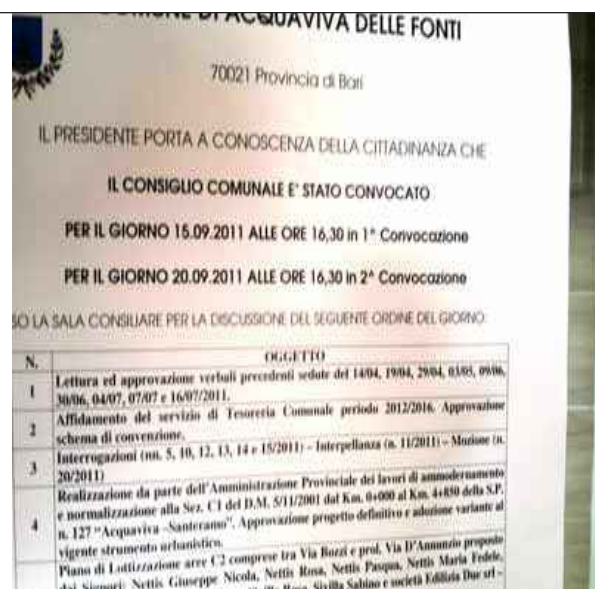 COMUNE DI ACQUAVIVA DELLE FONTI
70021 Provincia di Bari
IL PRESIDENTE PORTA A CONOSCENZA DELLA CITTADINANZA CHE
IL CONSIGLIO COMUNALE E' STATO CONVOCATO
PER IL GIORNO 15.09.2011 ALLE ORE 16,30 in 1^ Convocazione
PER IL GIORNO 20.09.2011 ALLE ORE 16,30 in 2^ Convocazione
SO LA SALA CONSILIARE PER LA DISCUSSIONE DEL SEGUENTE ORDINE DEL GIORNO:
N. OGGETTO
1 Lettura ed approvazione verbali precedenti sedute del 14/04, 19/04, 29/04, 03/05, 09/06,
30/06, 04/07, 07/07 e 16/07/2011.
2 Affidamento del servizio di Tesoreria Comunale periodo 2012/2016. Approvazione
schema di convenzione.
3 Interrogazioni (nn. 5, 10, 12, 13, 14 e 15/2011) – Interpellanza (n. 11/2011) – Mozione (n.
20/2011)
4 Realizzazione da parte dell'Amministrazione Provinciale dei lavori di ammodernamento
e normalizzazione alla Sez. C1 del D.M. 5/11/2001 dal Km. 0+000 al Km. 4+850 della S.P.
n. 127 “Acquaviva –Santeramo”. Approvazione progetto definitivo e adozione variante al
vigente strumento urbanistico.
Piano di Lottizzazione aree C2 comprese tra Via Bozzi e prol. Via D'Annunzio proposto
dai Signori: Nettis Giuseppe Nicola, Nettis Rosa, Nettis Pasqua, Nettis Maria Fedele,
Rosa, Sivilla Sabino e società Edilizia Due srl –